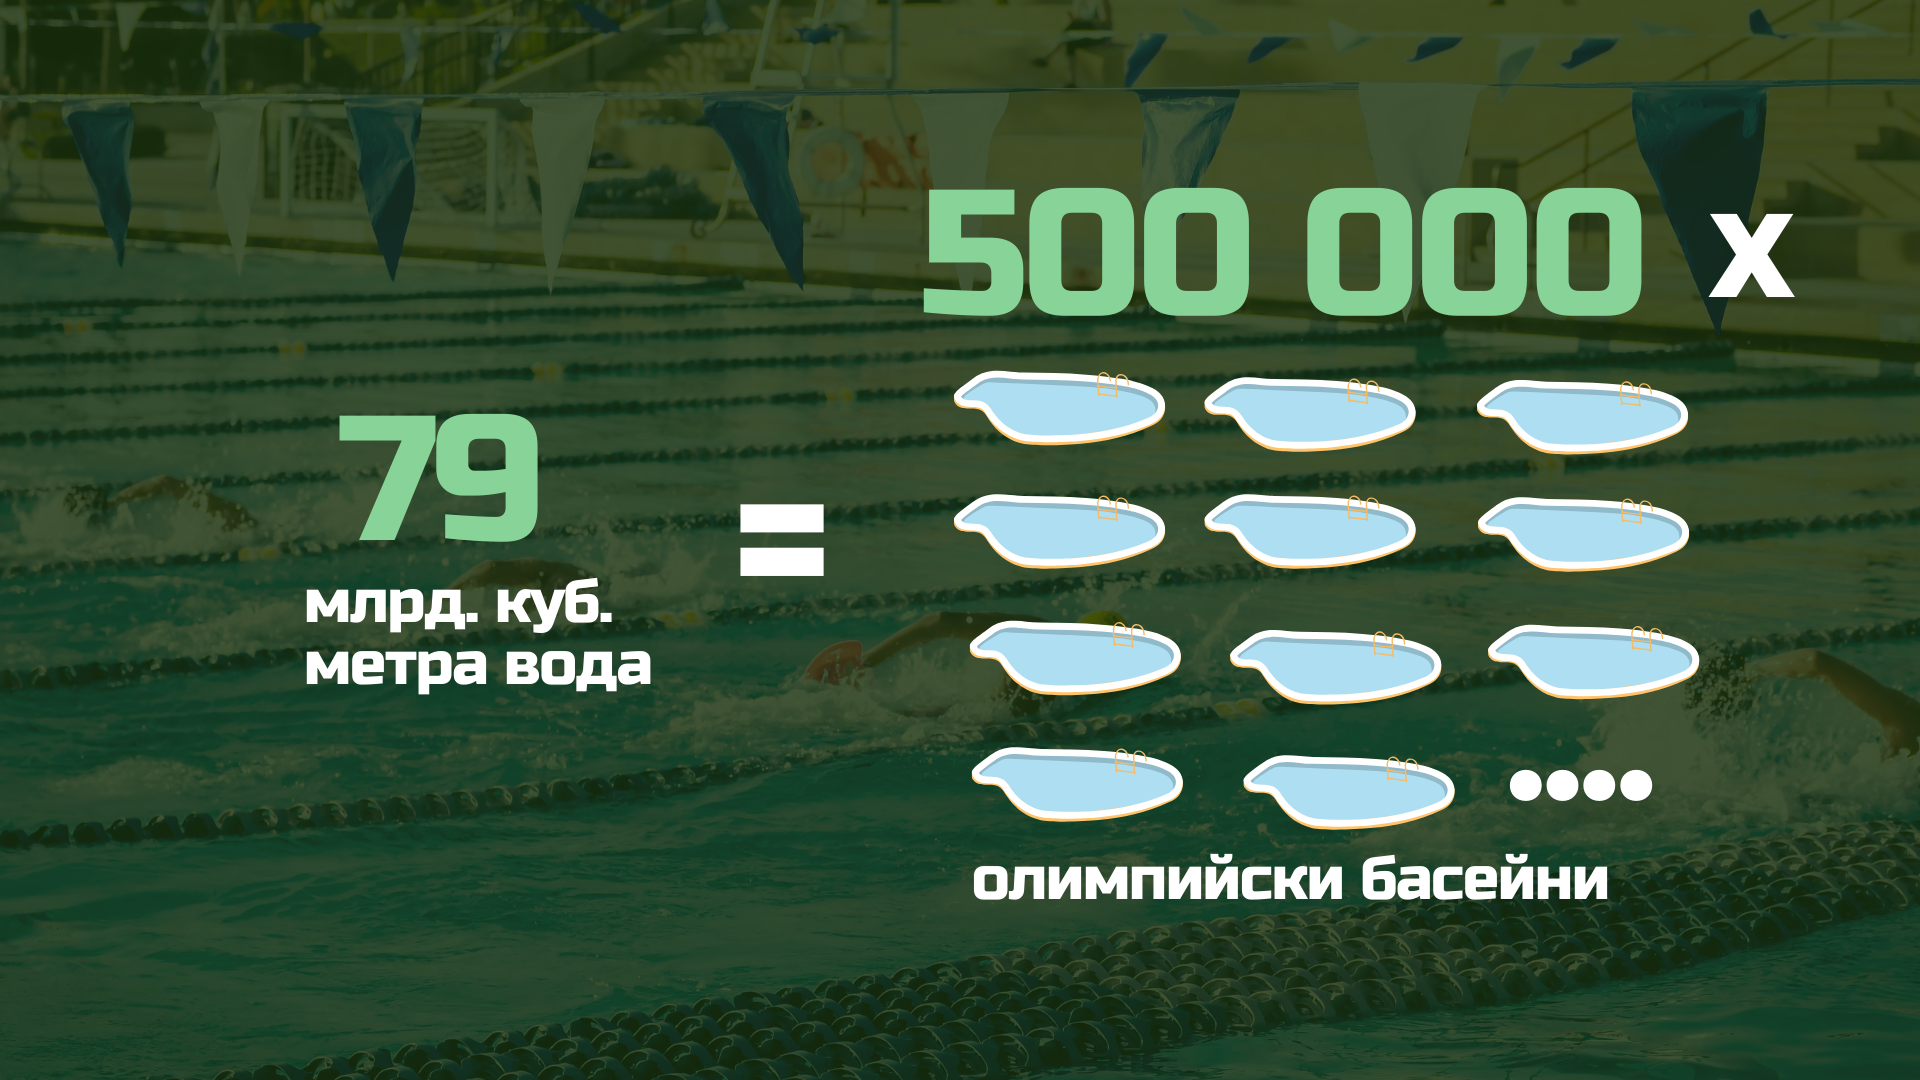 79
млрд. куб.
метра вода
=
500 000 x
олимпийски басейни